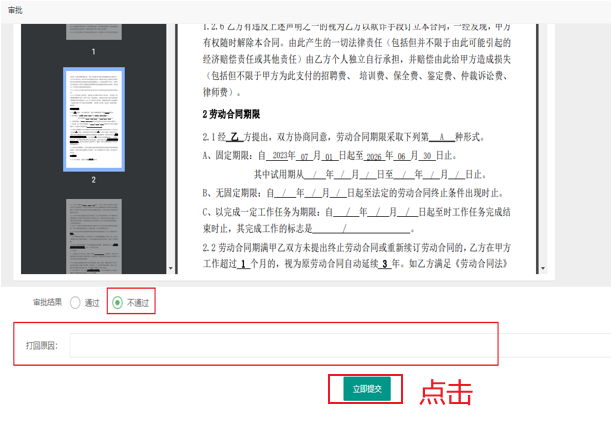 审批
1.2.6 乙方有违反上述声明之一的视为乙方以欺诈手段订立本合同，一经发现，甲方
有权随时解除本合同。由此产生的一切法律责任（包括但并不限于由此可能引起的
经济赔偿责任或其他责任）由乙方个人独立自行承担，并赔偿由此给甲方造成损失
（包括但不限于甲方为此支付的招聘费、 培训费、保全费、鉴定费、仲裁诉讼费、
律师费）。
2 劳动合同期限
2.1 经 乙 方提出，双方协商同意，劳动合同期限采取下列第 A 种形式。
A、固定期限：自 2023年 07 月 01 日起至 2026 年 06 月 30 日止。
其中试用期从 / 年 / 月 / 日至 / 年 / 月 / 日止。
B、无固定期限：自 / 年 / 月 / 日起至法定的劳动合同终止条件出现时止。
C、以完成一定工作任务为期限：自 / 年 / 月 / 日起至时工作任务完成结
束时止，其完成工作的标志是 / 。
2.2 劳动合同期满甲乙双方未提出终止劳动合同或重新续订劳动合同的，乙方在甲方
工作超过 1 个月的，视为原劳动合同自动延续 3 年。如乙方满足《劳动合同法》
1
2
审批结果 通过 不通过
打回原因：
立即提交 点击